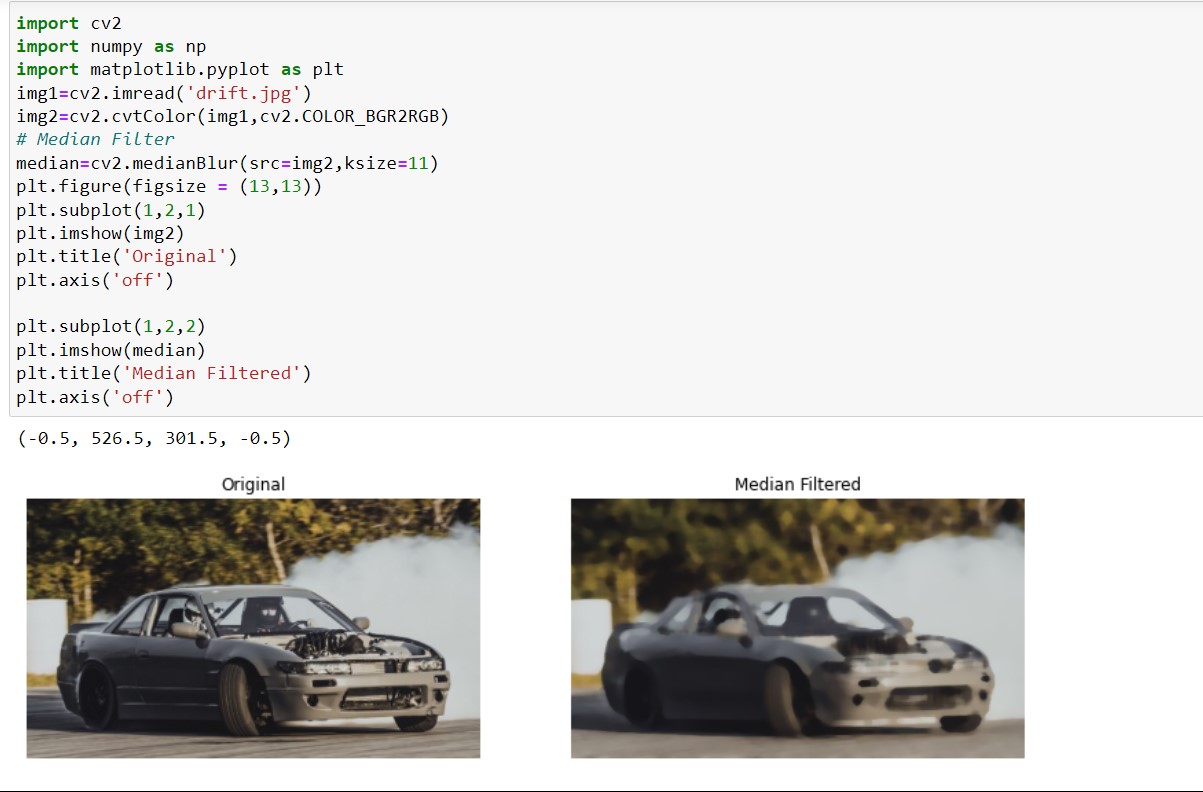 import cv2
import numpy as np
import matplotlib.pyplot as plt
img1=cv2.imread('drift.jpg')
img2=cv2.cvtColor(img1,cv2.COLOR_BGR2RGB)
# Median Filter
median=cv2.medianBlur(src=img2,ksize=11)
plt.figure(figsize = (13,13))
plt.subplot(1,2,1)
plt.imshow(img2)
plt.title('Original')
plt.axis('off')
plt.subplot(1,2,2)
plt.imshow(median)
plt.title('Median Filtered')
plt.axis('off')
(-0.5, 526.5, 301.5, -0.5)
Original
Median Filtered